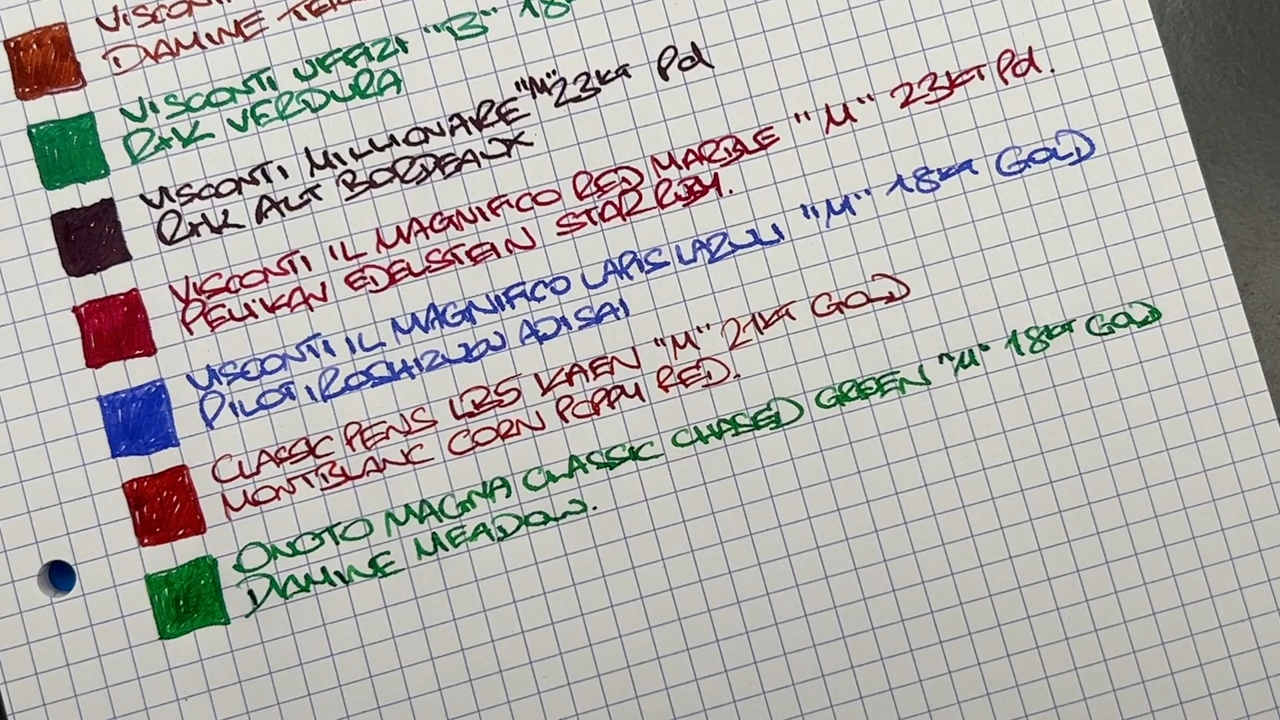 VISCONTI
DIAMINE
VISCONTI UFFIZI "B" 18
R+K VERDURA
VISCONTI MILLIONARE "M" 23KT Pd
R+K ALT BORDEAUX
VISCONTI IL MAGNIFICO RED MARBLE "M" 23KT Pd.
PELIKAN EDELSTEIN STAR RUBY.
VISCONTI IL MAGNIFICO LAPIS LAZULI "M" 18KT GOLD
PILOT IROSHIZUKU AJISAI
CLASSIC PENS LB5 KAEN "M" 21KT GOLD
MONTBLANC CORN POPPY RED.
ONOTO MAGNA CLASSIC CHASED GREEN "M" 18KT GOLD
DIAMINE MEADOW.